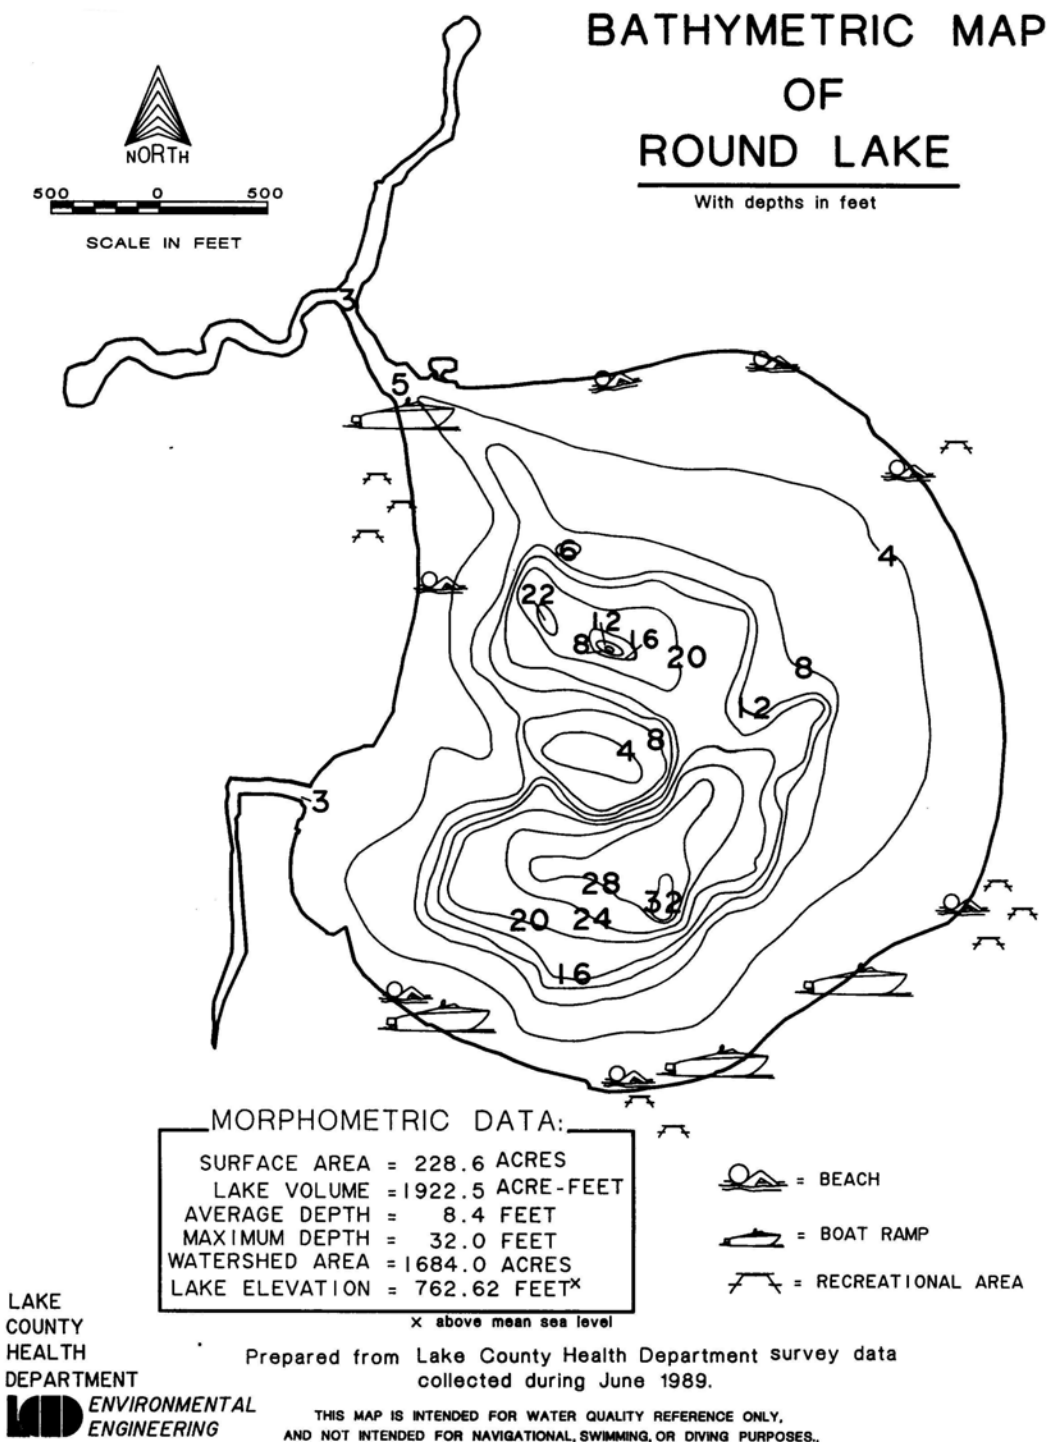 BATHYMETRIC MAP
OF
ROUND LAKE
With depths in feet
NORTH
500 0 500
SCALE IN FEET
3
5
4
6
22
12
8
16
20
8
12
8
4
3
28
32
20
24
16
MORPHOMETRIC DATA:
SURFACE AREA = 228.6 ACRES
LAKE VOLUME =1922.5 ACRE-FEET
AVERAGE DEPTH = 8.4 FEET
MAXIMUM DEPTH = 32.0 FEET
WATERSHED AREA =1684.0 ACRES
LAKE ELEVATION = 762.62 FEETx
x above mean sea level
= BEACH
= BOAT RAMP
= RECREATIONAL AREA
LAKE
COUNTY
HEALTH
DEPARTMENT
ENVIRONMENTAL
ENGINEERING
Prepared from Lake County Health Department survey data
collected during June 1989.
THIS MAP IS INTENDED FOR WATER QUALITY REFERENCE ONLY,
AND NOT INTENDED FOR NAVIGATIONAL, SWIMMING, OR DIVING PURPOSES..